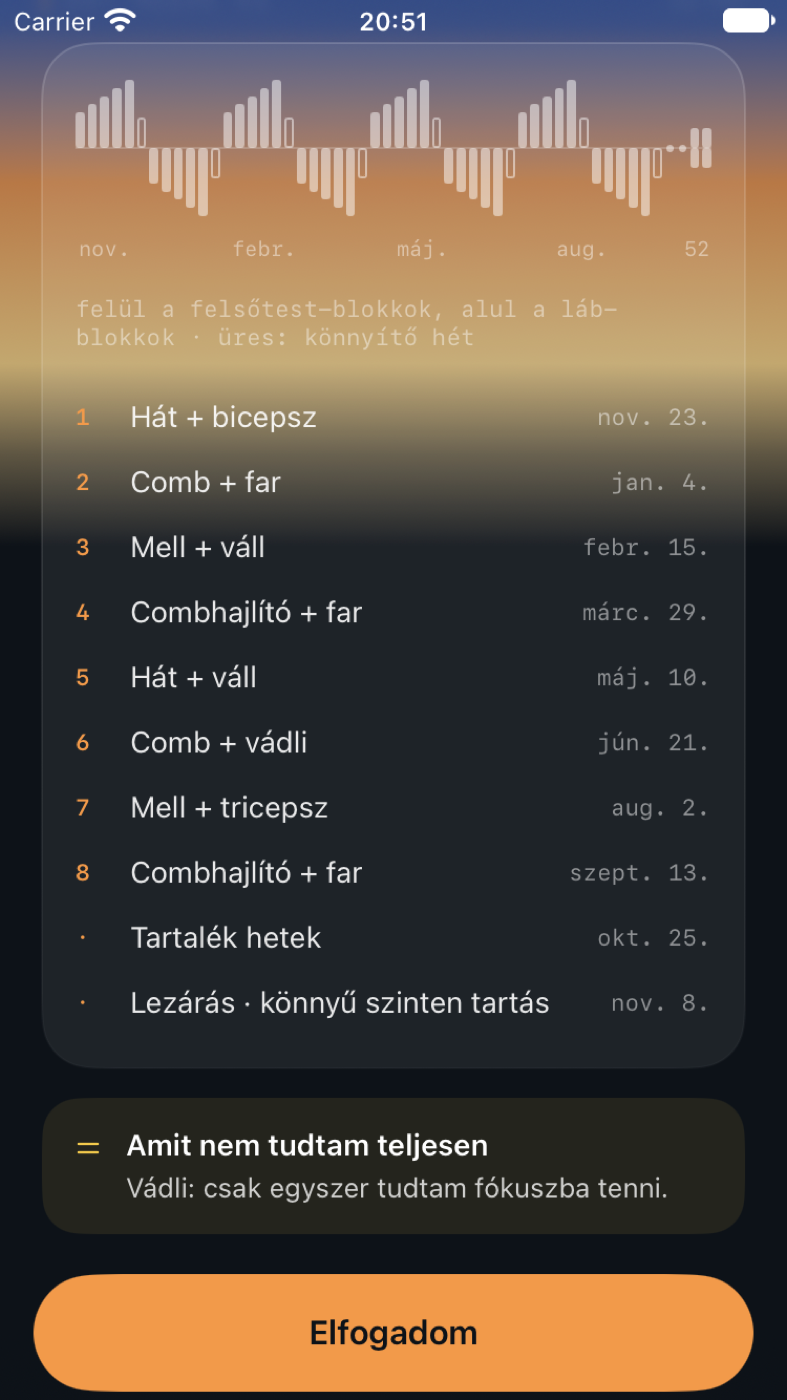 Carrier 20:51
nov. febr. máj. aug. 52
felül a felsőtest-blokkok, alul a láb-
blokkok · üres: könnyítő hét
1 Hát + bicepsz nov. 23.
2 Comb + far jan. 4.
3 Mell + váll febr. 15.
4 Combhajlító + far márc. 29.
5 Hát + váll máj. 10.
6 Comb + vádli jún. 21.
7 Mell + tricepsz aug. 2.
8 Combhajlító + far szept. 13.
· Tartalék hetek okt. 25.
· Lezárás · könnyű szinten tartás nov. 8.
Amit nem tudtam teljesen
Vádli: csak egyszer tudtam fókuszba tenni.
Elfogadom